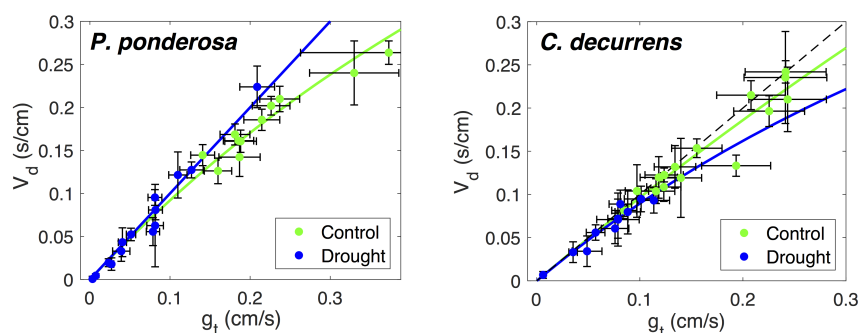 P. ponderosa
0.3
0.25
0.2
0.15
0.1
0.05
0
V_d (s/cm)
0 0.1 0.2 0.3
g_t (cm/s)
Control
Drought
C. decurrens
0.3
0.25
0.2
0.15
0.1
0.05
0
V_d (s/cm)
0 0.1 0.2 0.3
g_t (cm/s)
Control
Drought